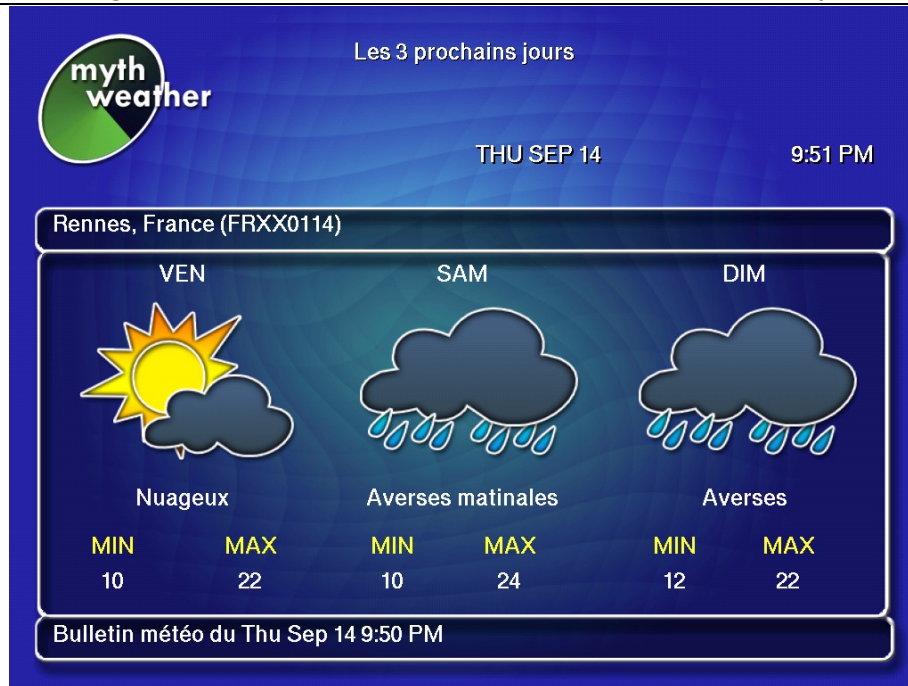 Les 3 prochains jours
myth
weather
THU SEP 14 9:51 PM
Rennes, France (FRXX0114)
VEN SAM DIM
Nuageux Averses matinales Averses
MIN MAX MIN MAX MIN MAX
10 22 10 24 12 22
Bulletin météo du Thu Sep 14 9:50 PM